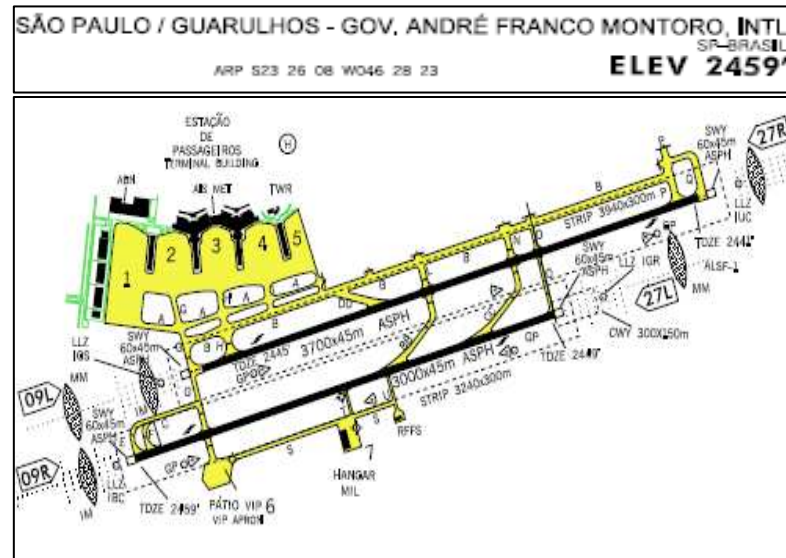 SÃO PAULO / GUARULHOS - GOV. ANDRÉ FRANCO MONTORO, INTL
SP-BRASIL
ARP S23 26 08 W046 28 23
ELEV 2459'
ESTAÇÃO
DE
PASSAGEIROS
TERMINAL BUILDING
H
ABN
AIS MET
TWR
SWY
60x45m
ASPH
27R
LLZ
IUC
1
2
3
4
5
STRIP 3940x300m
TDZE 2441'
SWY
60x45m
ASPH
LLZ IGR
ALSF-1
MM
27L
CWY 300X150m
3700x45m ASPH
TDZE 2445'
TDZE 2449'
3000x45m ASPH
STRIP 3240x300m
LLZ
IOS
SWY
60x45m
ASPH
MM
IM
09L
SWY
60x45m
ASPH
09R
LLZ
IBC
IM
TDZE 2459'
GP
PÁTIO VIP 6
VIP APRON
S
HANGAR
MIL
7
RFFS